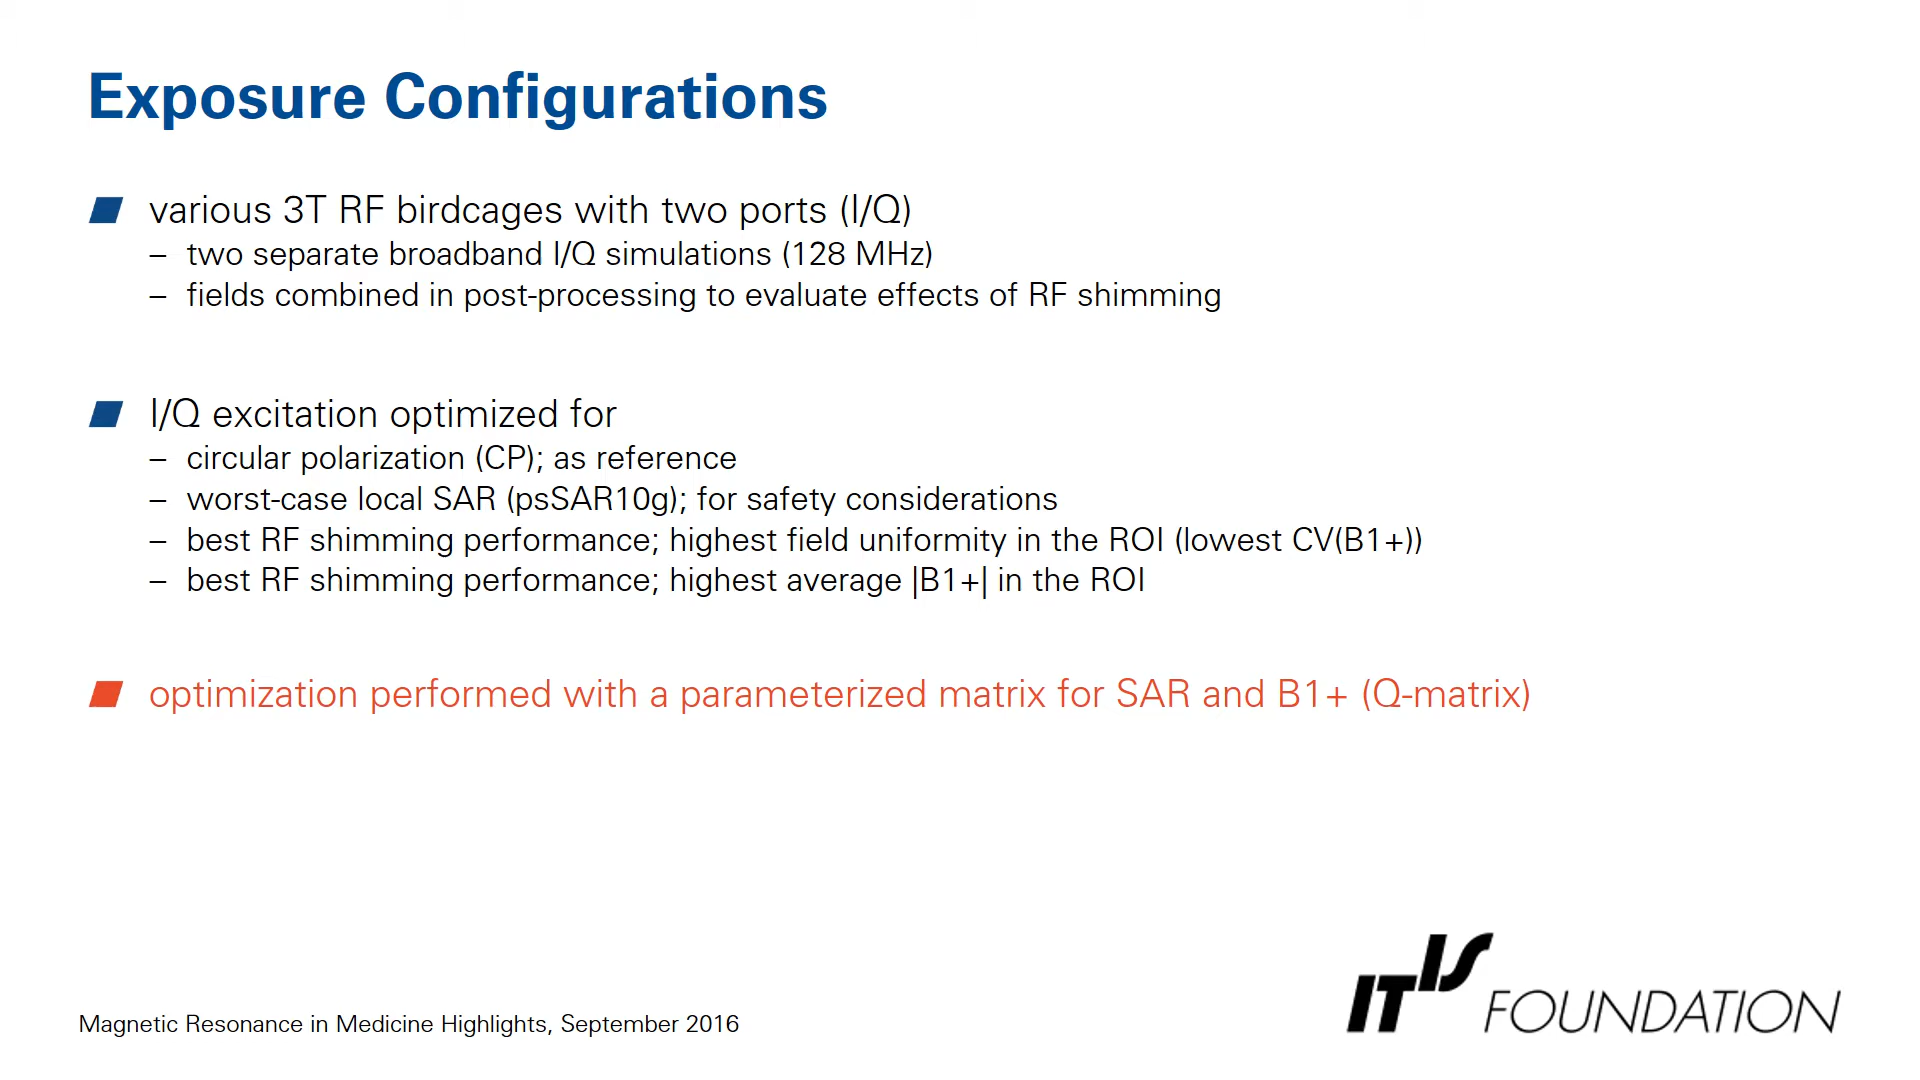 Exposure Configurations
various 3T RF birdcages with two ports (I/Q)
– two separate broadband I/Q simulations (128 MHz)
– fields combined in post-processing to evaluate effects of RF shimming
I/Q excitation optimized for
– circular polarization (CP); as reference
– worst-case local SAR (psSAR10g); for safety considerations
– best RF shimming performance; highest field uniformity in the ROI (lowest CV(B1+))
– best RF shimming performance; highest average |B1+| in the ROI
optimization performed with a parameterized matrix for SAR and B1+ (Q-matrix)
IT'IS FOUNDATION
Magnetic Resonance in Medicine Highlights, September 2016